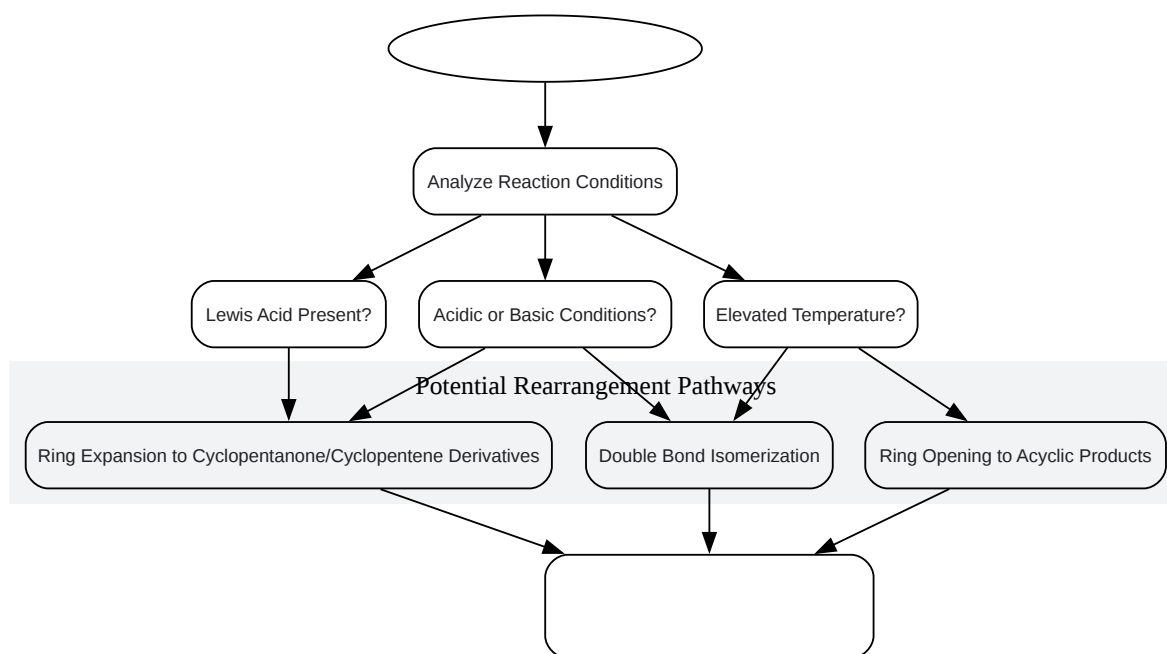 Analyze Reaction Conditions
Lewis Acid Present?
Acidic or Basic Conditions?
Elevated Temperature?
Potential Rearrangement Pathways
Ring Expansion to Cyclopentanone/Cyclopentene Derivatives
Double Bond Isomerization
Ring Opening to Acyclic Products